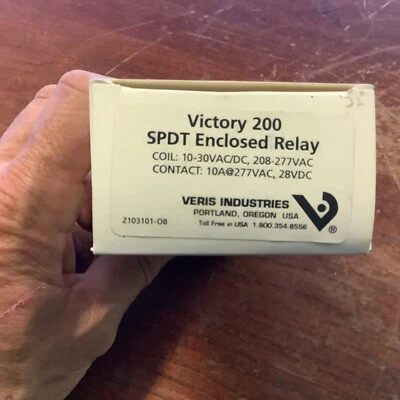 Victory 200
SPDT Enclosed Relay
COIL: 10-30VAC/DC, 208-277VAC
CONTACT: 10A@277VAC, 28VDC
VERIS INDUSTRIES
PORTLAND, OREGON USA
Toll Free in USA 1.800.354.8556
®
Z103101-OB